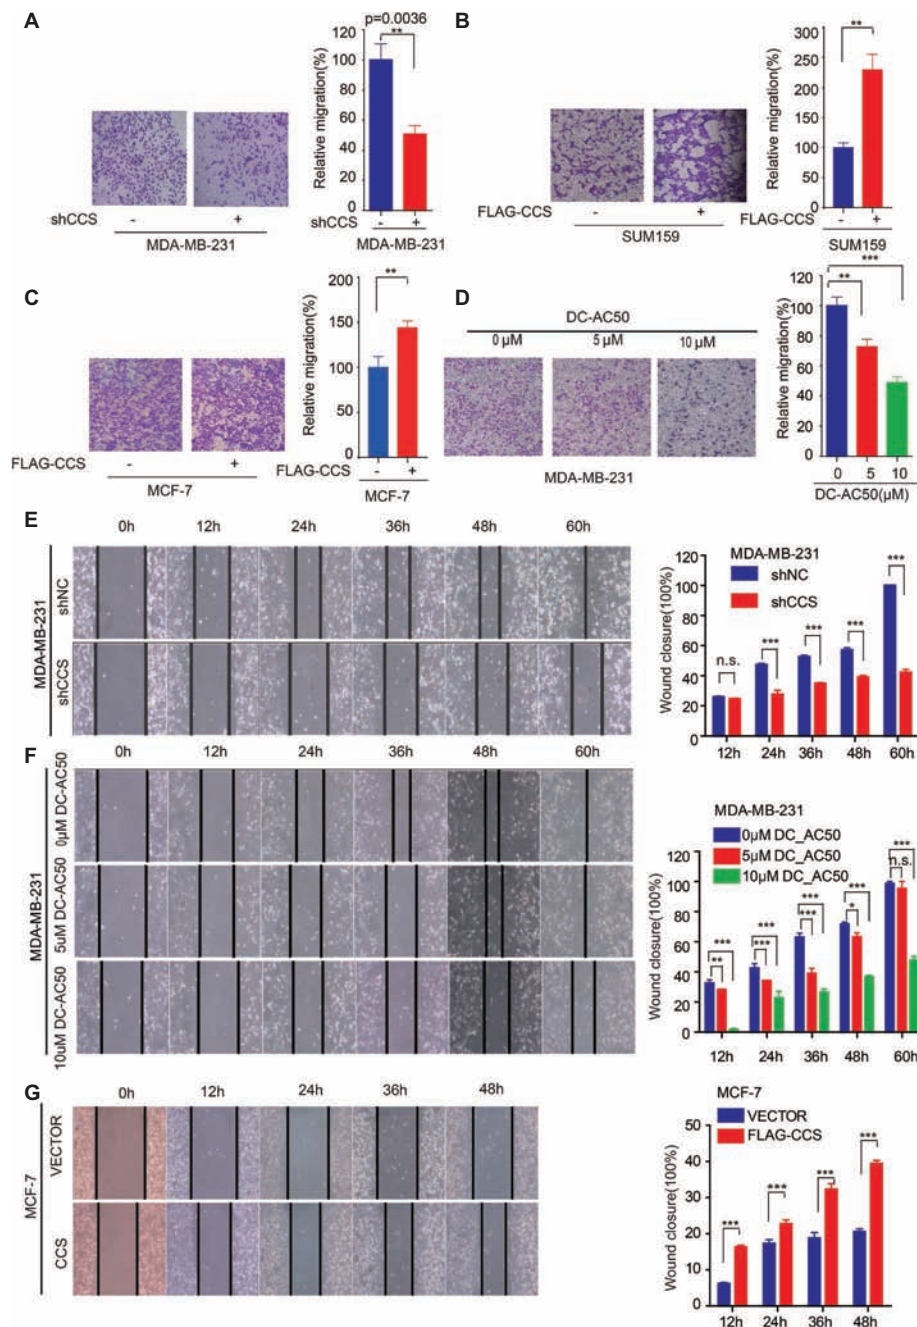 A
p=0.0036
**
Relative migration(%)
120
100
80
60
40
20
0
shCCS - +
MDA-MB-231
shCCS - +
MDA-MB-231
B
**
Relative migration(%)
300
250
200
150
100
50
0
FLAG-CCS - +
SUM159
FLAG-CCS - +
SUM159
C
**
Relative migration(%)
200
150
100
50
0
FLAG-CCS - +
MCF-7
FLAG-CCS - +
MCF-7
D
DC-AC50
0 µM 5 µM 10 µM
MDA-MB-231
***
**
Relative migration(%)
120
100
80
60
40
20
0
0 5 10
DC-AC50(µM)
E
0h 12h 24h 36h 48h 60h
MDA-MB-231
shNC
shCCS
MDA-MB-231
shNC
shCCS
Wound closure(100%)
120
100
80
60
40
20
0
n.s. *** *** *** ***
12h 24h 36h 48h 60h
F
0h 12h 24h 36h 48h 60h
MDA-MB-231
0µM DC-AC50
5uM DC-AC50
10uM DC-AC50
MDA-MB-231
0µM DC_AC50
5µM DC_AC50
10µM DC_AC50
Wound closure(100%)
120
100
80
60
40
20
0
*** *** *** *** ***
** *** *** * n.s.
12h 24h 36h 48h 60h
G
0h 12h 24h 36h 48h
MCF-7
VECTOR
CCS
MCF-7
VECTOR
FLAG-CCS
Wound closure(100%)
50
40
30
20
10
0
*** *** *** ***
12h 24h 36h 48h